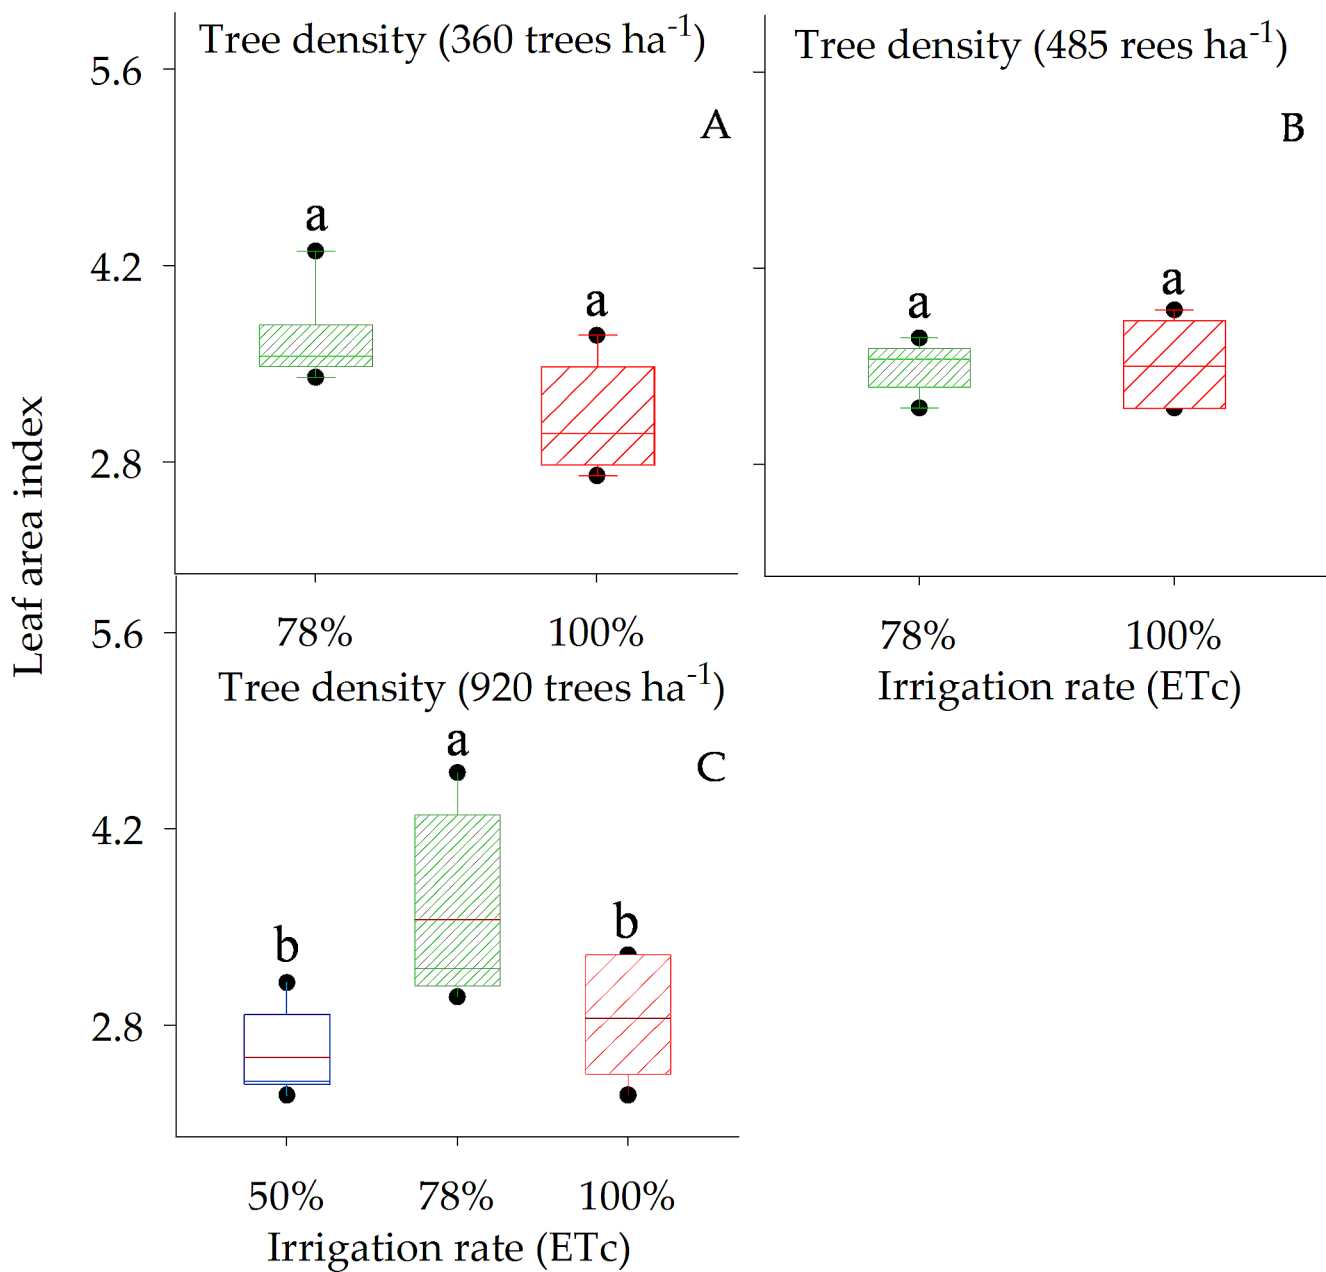 Tree density (360 trees ha-1)
Tree density (485 rees ha-1)
5.6
A
B
a
4.2
a
a
a
2.8
Leaf area index
78%
100%
78%
100%
Irrigation rate (ETc)
5.6
Tree density (920 trees ha-1)
a
C
4.2
b
b
2.8
50%
78%
100%
Irrigation rate (ETc)